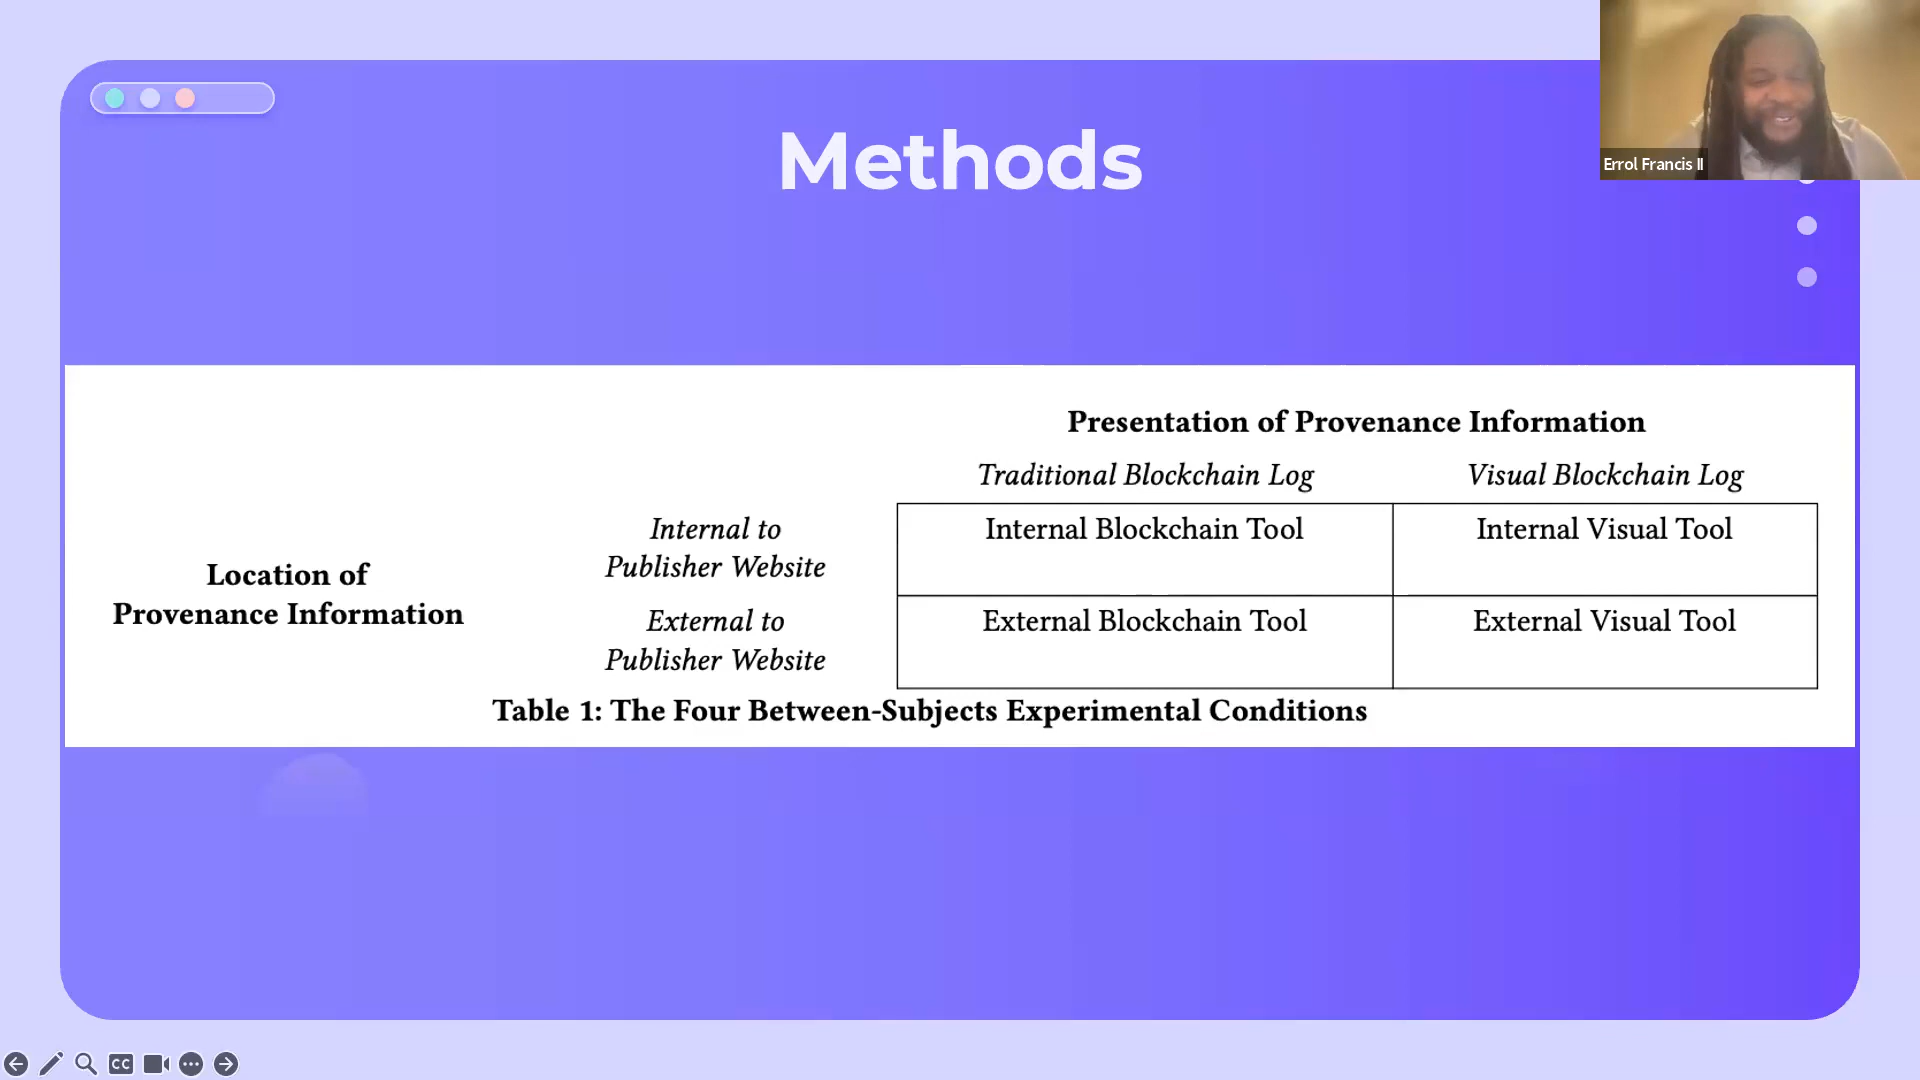 Methods
Errol Francis II
Presentation of Provenance Information
Traditional Blockchain Log
Visual Blockchain Log
Location of
Provenance Information
Internal to
Publisher Website
Internal Blockchain Tool
Internal Visual Tool
External to
Publisher Website
External Blockchain Tool
External Visual Tool
Table 1: The Four Between-Subjects Experimental Conditions
CC